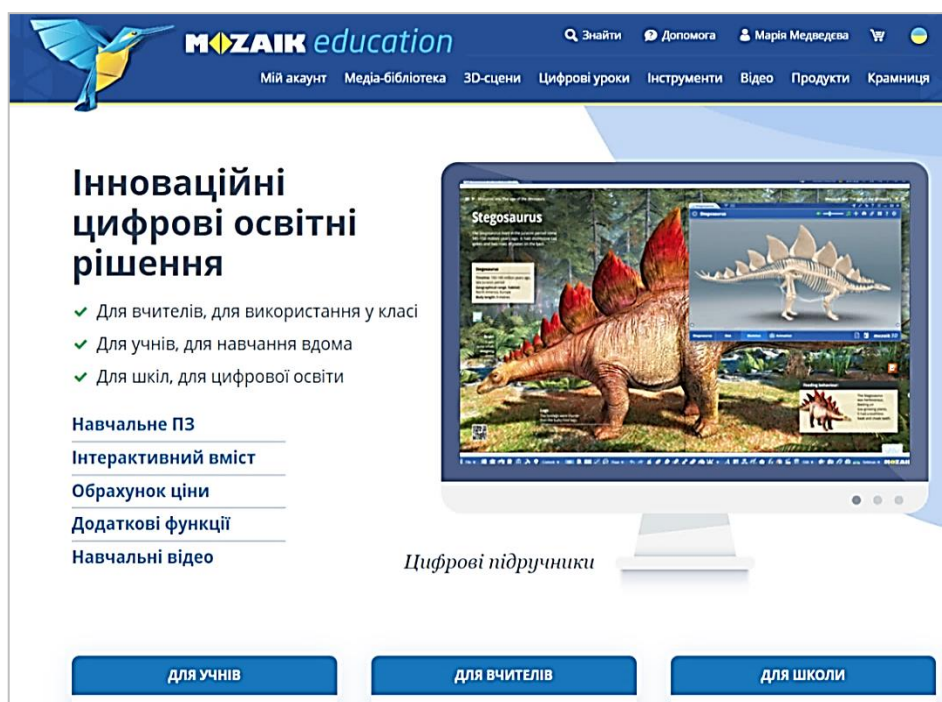 MOZAIK education
Знайти Допомога Марія Медведєва
Мій акаунт Медіа-бібліотека 3D-сцени Цифрові уроки Інструменти Відео Продукти Крамниця
Інноваційні
цифрові освітні
рішення
Для вчителів, для використання у класі
Для учнів, для навчання вдома
Для шкіл, для цифрової освіти
Навчальне ПЗ
Інтерактивний вміст
Обрахунок ціни
Додаткові функції
Навчальні відео
Stegosaurus
Stegosaurus
Stegosaurus
Feeding behaviour
Цифрові підручники
ДЛЯ УЧНІВ
ДЛЯ ВЧИТЕЛІВ
ДЛЯ ШКОЛИ